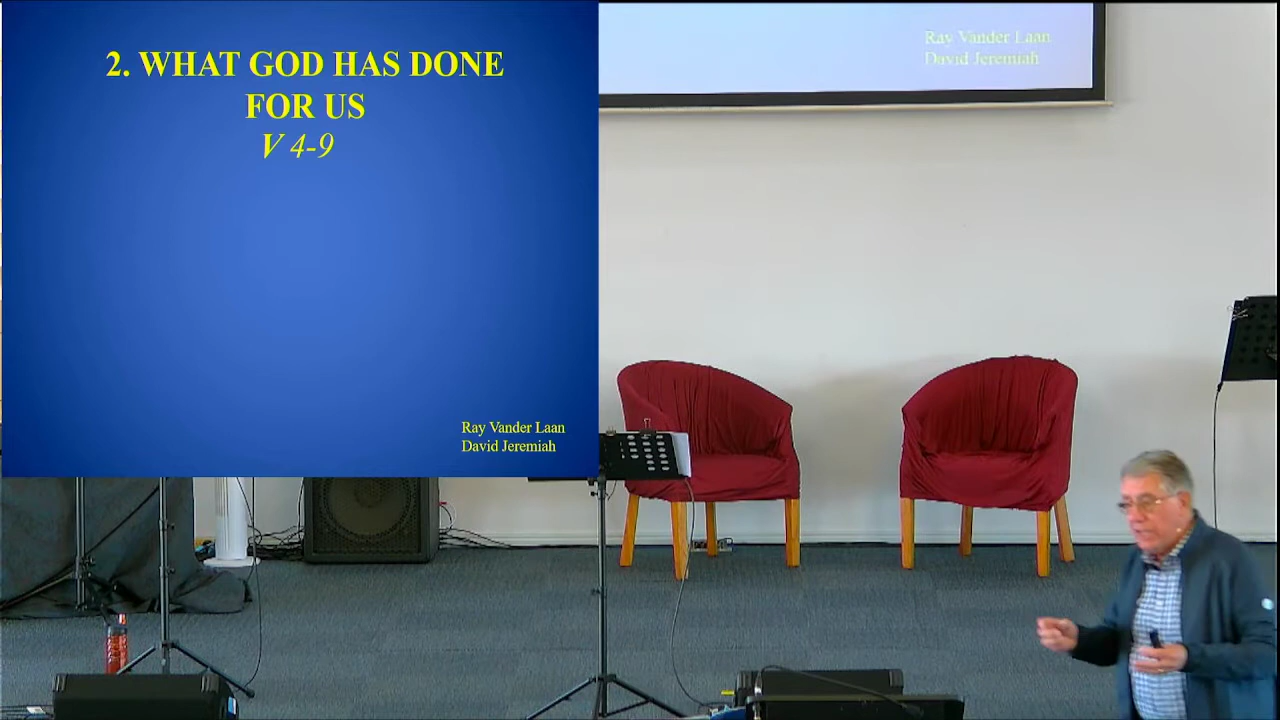 2. WHAT GOD HAS DONE
FOR US
V 4-9
Ray Vander Laan
David Jeremiah
Ray Vander Laan
David Jeremiah